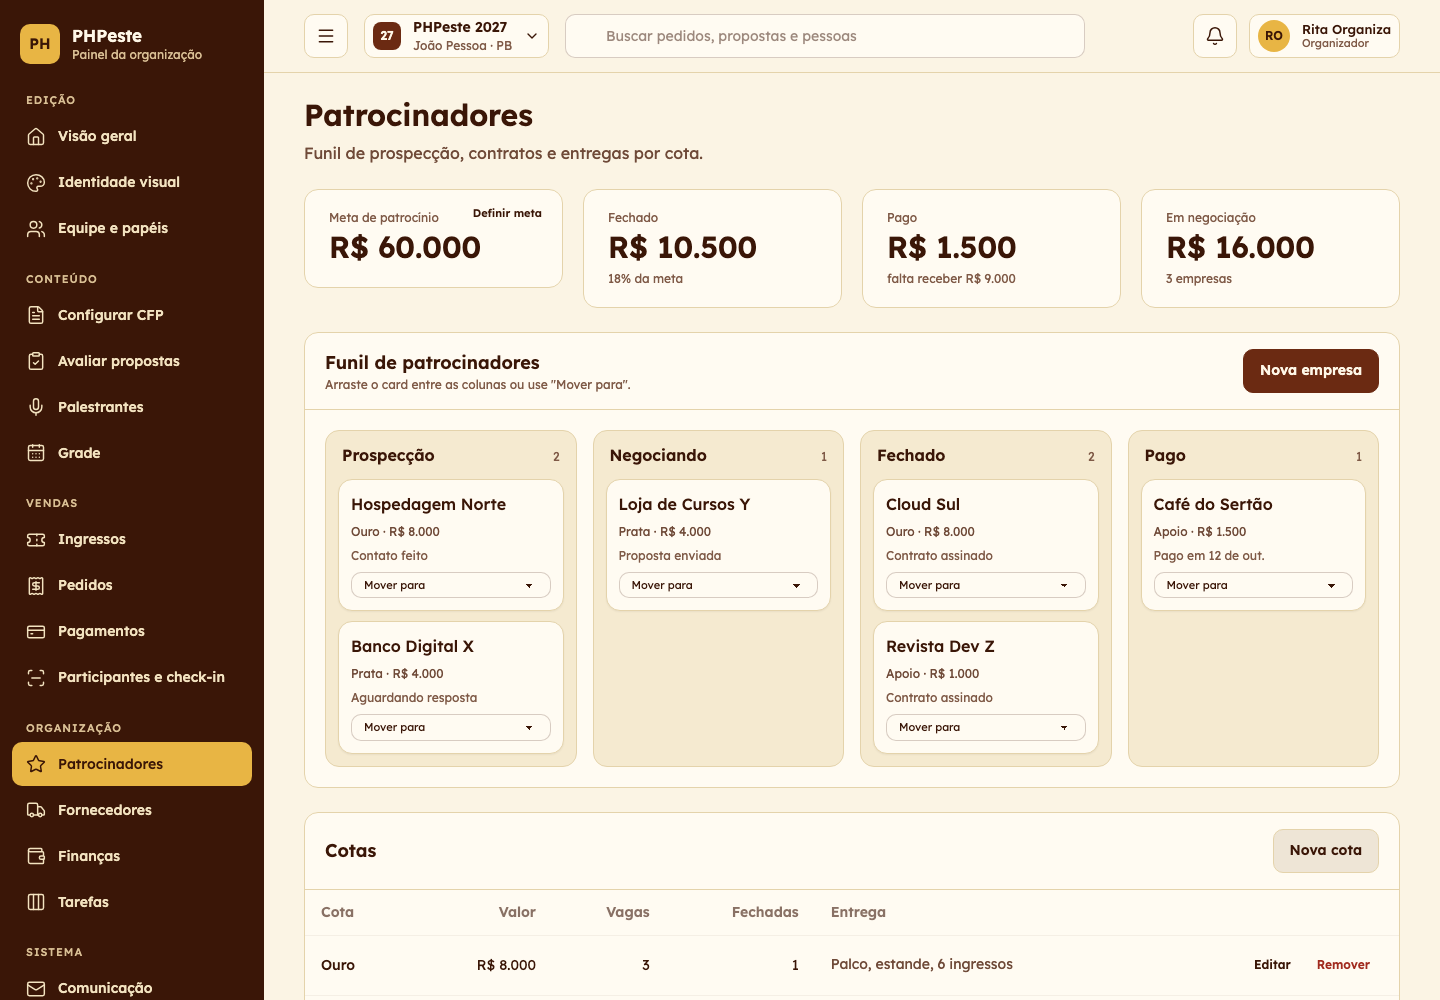 PH
PHPeste
Painel da organização
EDIÇÃO
Visão geral
Identidade visual
Equipe e papéis
CONTEÚDO
Configurar CFP
Avaliar propostas
Palestrantes
Grade
VENDAS
Ingressos
Pedidos
Pagamentos
Participantes e check-in
ORGANIZAÇÃO
Patrocinadores
Fornecedores
Finanças
Tarefas
SISTEMA
Comunicação
27
PHPeste 2027
João Pessoa · PB
Buscar pedidos, propostas e pessoas
RO
Rita Organiza
Organizador
Patrocinadores
Funil de prospecção, contratos e entregas por cota.
Meta de patrocínio
Definir meta
R$ 60.000
Fechado
R$ 10.500
18% da meta
Pago
R$ 1.500
falta receber R$ 9.000
Em negociação
R$ 16.000
3 empresas
Funil de patrocinadores
Arraste o card entre as colunas ou use "Mover para".
Nova empresa
Prospecção 2
Hospedagem Norte
Ouro · R$ 8.000
Contato feito
Mover para
Banco Digital X
Prata · R$ 4.000
Aguardando resposta
Mover para
Negociando 1
Loja de Cursos Y
Prata · R$ 4.000
Proposta enviada
Mover para
Fechado 2
Cloud Sul
Ouro · R$ 8.000
Contrato assinado
Mover para
Revista Dev Z
Apoio · R$ 1.000
Contrato assinado
Mover para
Pago 1
Café do Sertão
Apoio · R$ 1.500
Pago em 12 de out.
Mover para
Cotas
Nova cota
Cota Valor Vagas Fechadas Entrega
Ouro R$ 8.000 3 1 Palco, estande, 6 ingressos Editar Remover